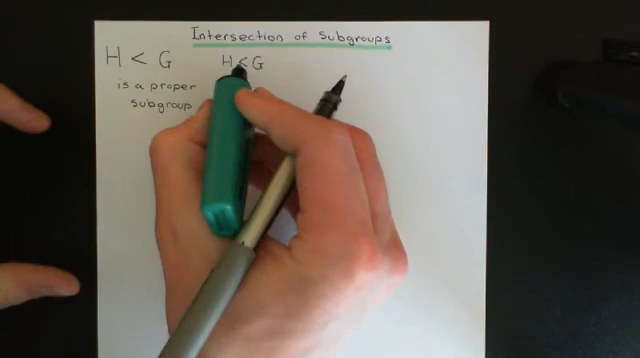 Intersection of Subgroups
H < G
H < G
is a proper
subgroup